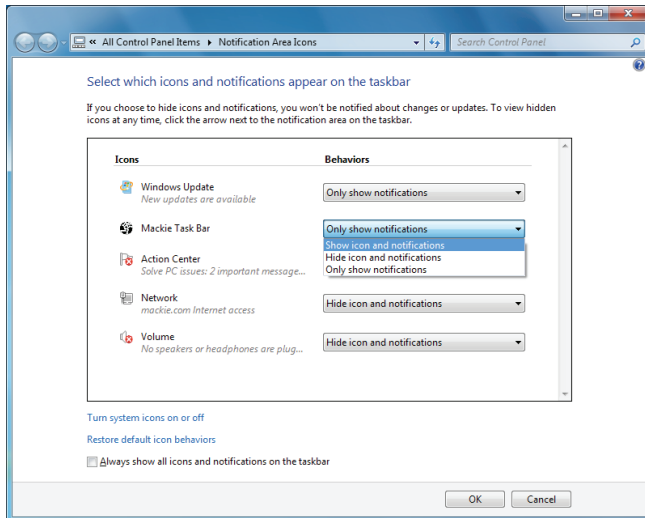 « All Control Panel Items ▸ Notification Area Icons
Search Control Panel
Select which icons and notifications appear on the taskbar
If you choose to hide icons and notifications, you won't be notified about changes or updates. To view hidden
icons at any time, click the arrow next to the notification area on the taskbar.
Icons Behaviors
Windows Update
New updates are available
Only show notifications
Mackie Task Bar
Only show notifications
Show icon and notifications
Hide icon and notifications
Only show notifications
Action Center
Solve PC issues: 2 important message...
Network
mackie.com Internet access
Hide icon and notifications
Volume
No speakers or headphones are plug...
Hide icon and notifications
Turn system icons on or off
Restore default icon behaviors
Always show all icons and notifications on the taskbar
OK Cancel